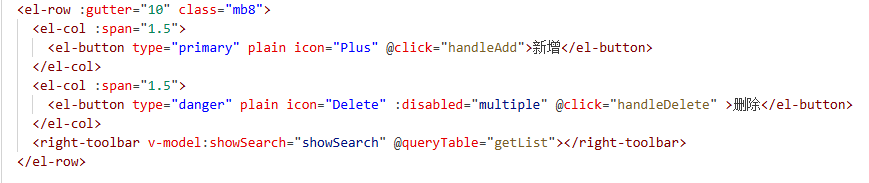 <el-row :gutter="10" class="mb8">
<el-col :span="1.5">
<el-button type="primary" plain icon="Plus" @click="handleAdd">新增</el-button>
</el-col>
<el-col :span="1.5">
<el-button type="danger" plain icon="Delete" :disabled="multiple" @click="handleDelete" >删除</el-button>
</el-col>
<right-toolbar v-model:showSearch="showSearch" @queryTable="getList"></right-toolbar>
</el-row>